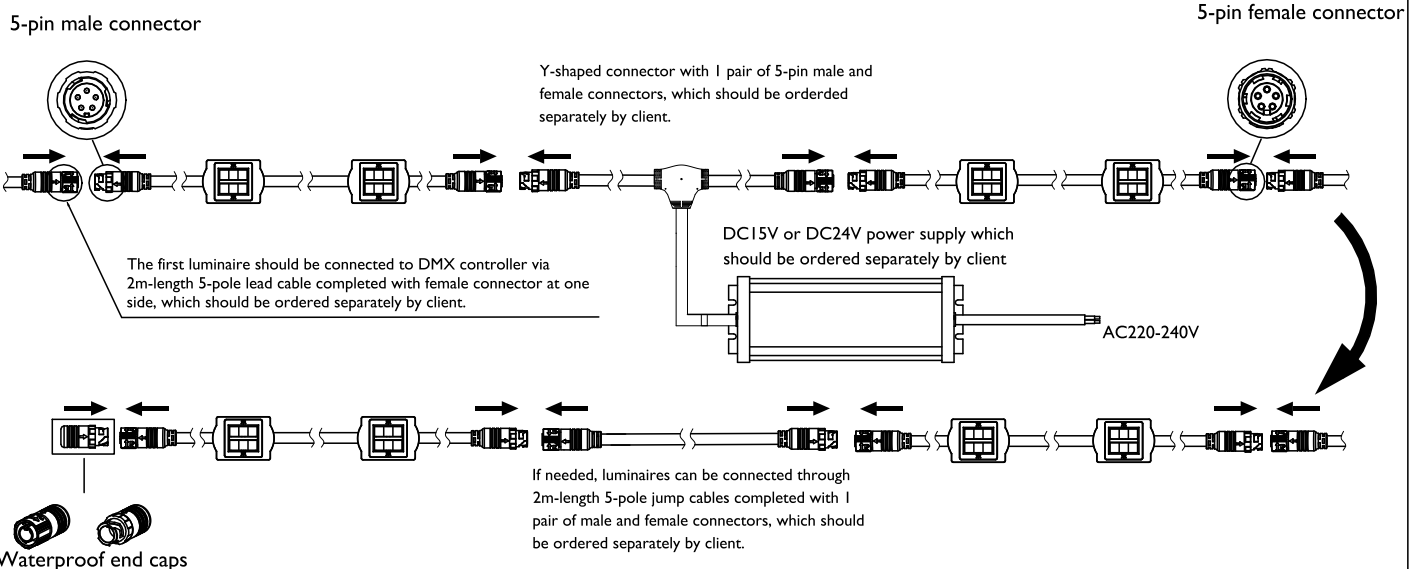 5-pin male connector
5-pin female connector
Y-shaped connector with 1 pair of 5-pin male and
female connectors, which should be orderded
separately by client.
DC15V or DC24V power supply which
should be ordered separately by client
The first luminaire should be connected to DMX controller via
2m-length 5-pole lead cable completed with female connector at one
side, which should be ordered separately by client.
AC220-240V
If needed, luminaires can be connected through
2m-length 5-pole jump cables completed with 1
pair of male and female connectors, which should
be ordered separately by client.
Waterproof end caps